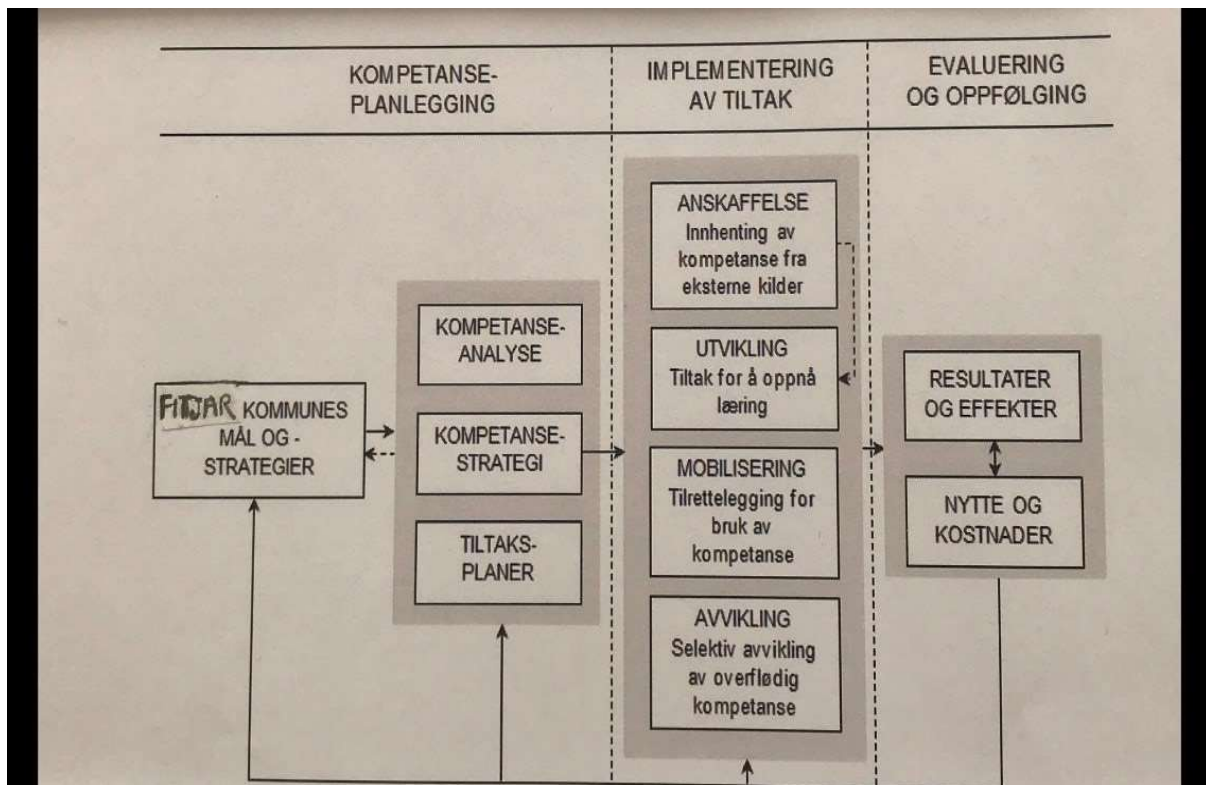 KOMPETANSE-
PLANLEGGING
IMPLEMENTERING
AV TILTAK
EVALUERING
OG OPPFØLGING
FITJAR KOMMUNES
MÅL OG -
STRATEGIER
KOMPETANSE-
ANALYSE
KOMPETANSE-
STRATEGI
TILTAKS-
PLANER
ANSKAFFELSE
Innhenting av
kompetanse fra
eksterne kilder
UTVIKLING
Tiltak for å oppnå
læring
MOBILISERING
Tilrettelegging for
bruk av
kompetanse
AVVIKLING
Selektiv avvikling
av overflødig
kompetanse
RESULTATER
OG EFFEKTER
NYTTE OG
KOSTNADER